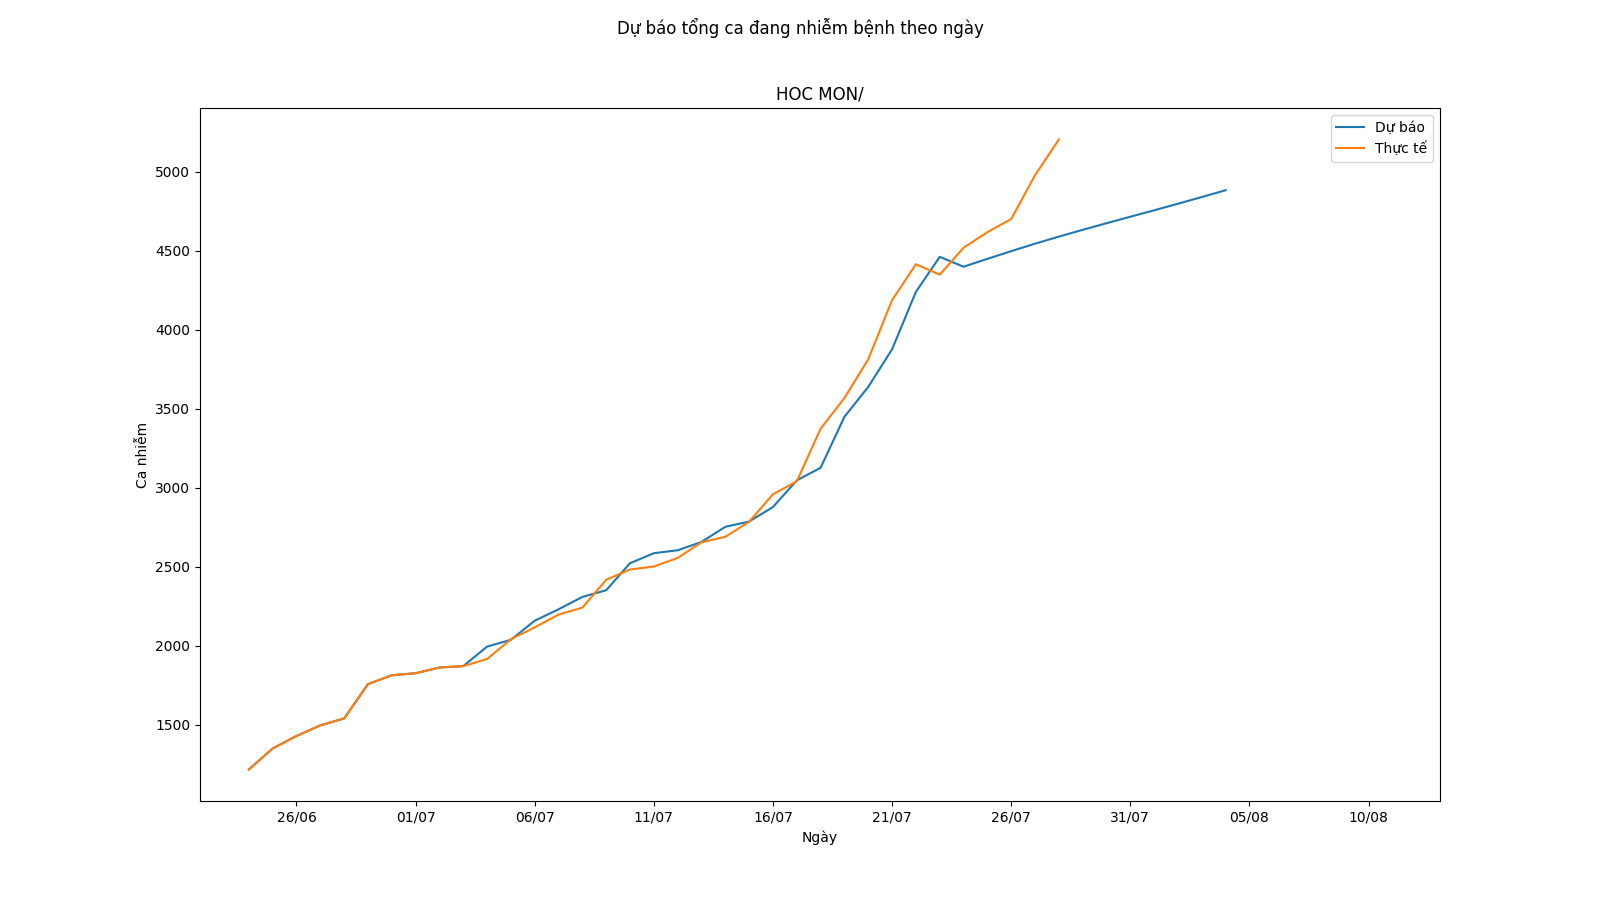 Dự báo tổng ca đang nhiễm bệnh theo ngày
HOC MON/
Dự báo
Thực tế
5000
4500
4000
3500
3000
2500
2000
1500
Ca nhiễm
26/06 01/07 06/07 11/07 16/07 21/07 26/07 31/07 05/08 10/08
Ngày